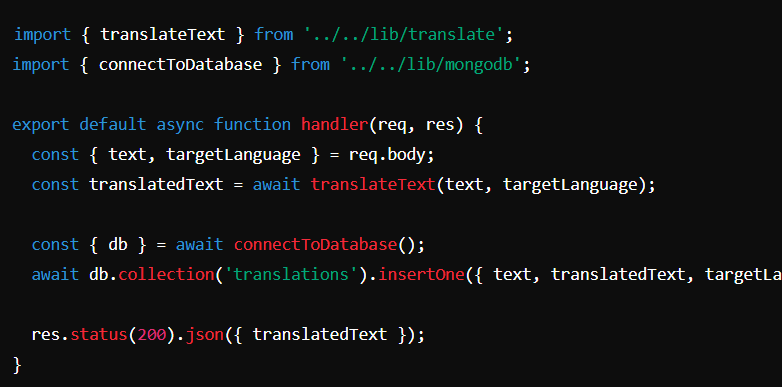 import { translateText } from '../../lib/translate';
import { connectToDatabase } from '../../lib/mongodb';
export default async function handler(req, res) {
const { text, targetLanguage } = req.body;
const translatedText = await translateText(text, targetLanguage);
const { db } = await connectToDatabase();
await db.collection('translations').insertOne({ text, translatedText, targetLa
res.status(200).json({ translatedText });
}